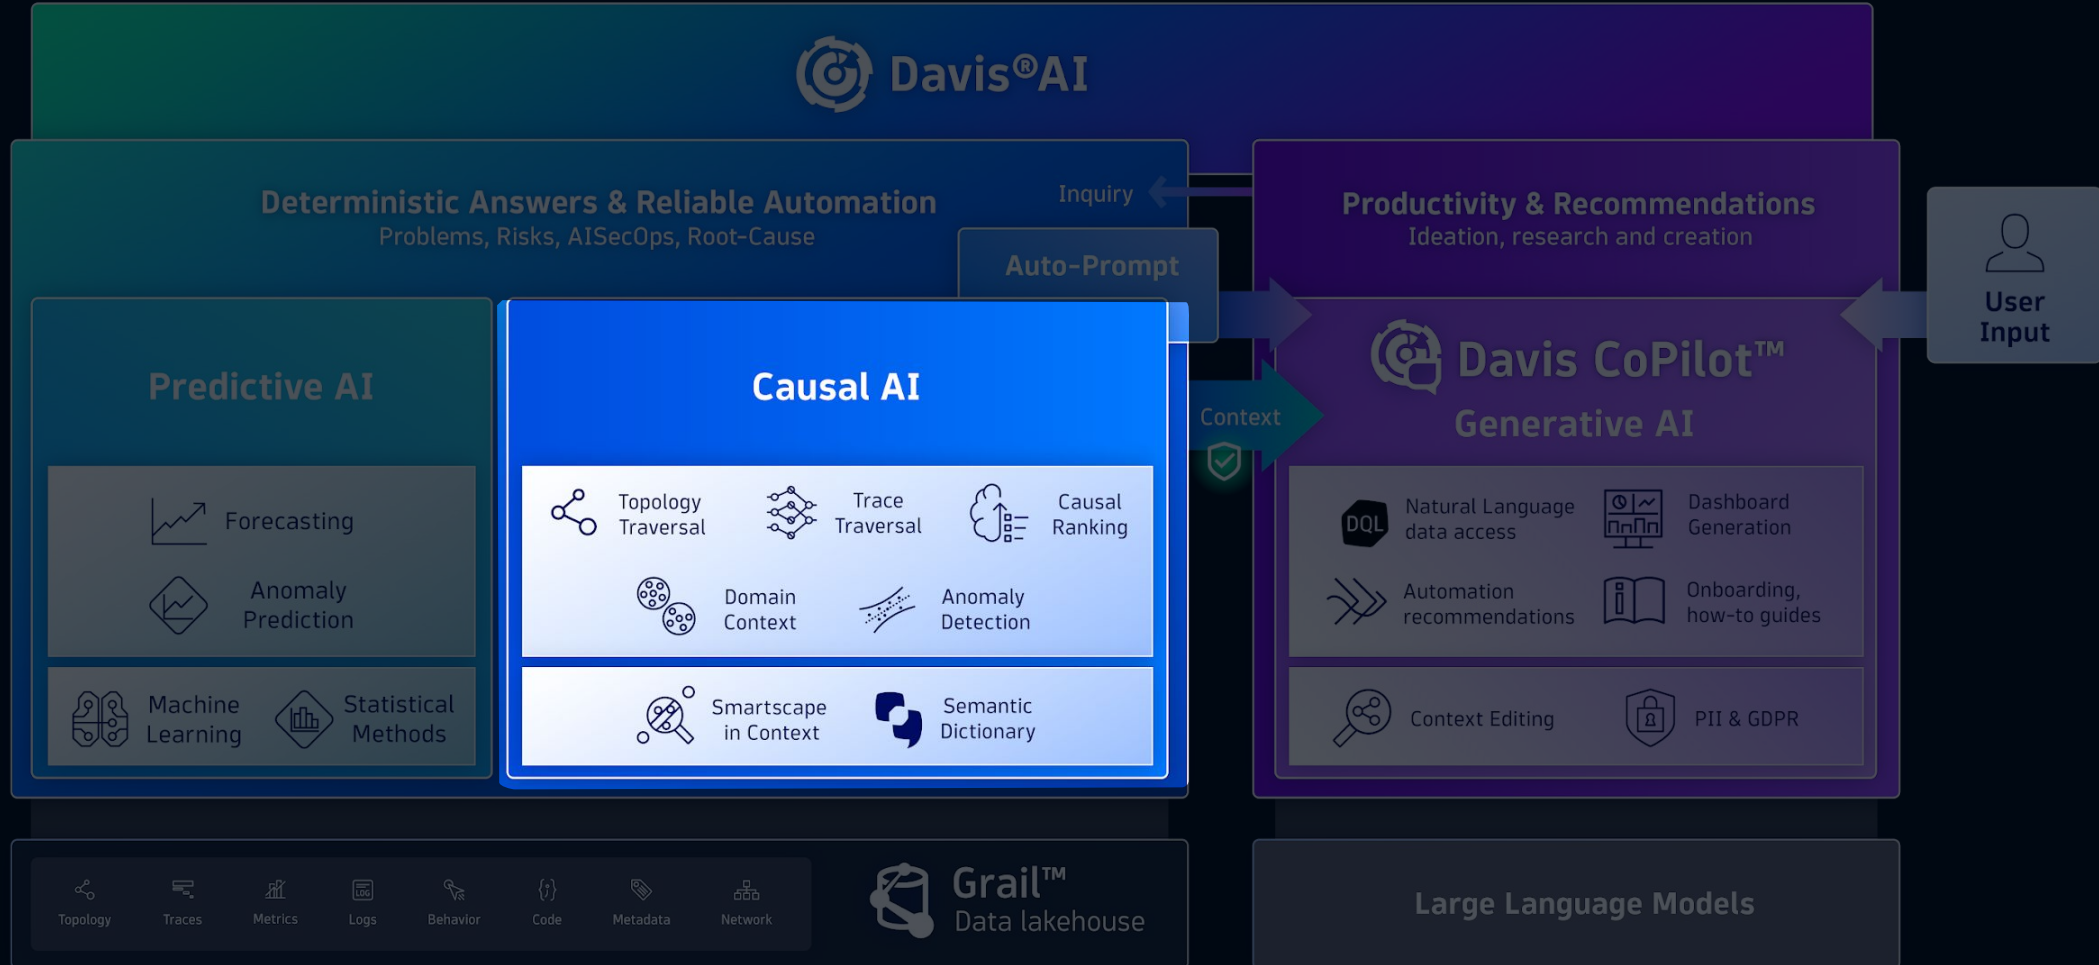 Davis®AI
Deterministic Answers & Reliable Automation
Problems, Risks, AISecOps, Root-Cause
Inquiry
Auto-Prompt
Productivity & Recommendations
Ideation, research and creation
User
Input
Predictive AI
Forecasting
Anomaly
Prediction
Machine
Learning
Statistical
Methods
Causal AI
Topology
Traversal
Trace
Traversal
Causal
Ranking
Domain
Context
Anomaly
Detection
Smartscape
in Context
Semantic
Dictionary
Context
Davis CoPilot™
Generative AI
DQL
Natural Language
data access
Dashboard
Generation
Automation
recommendations
Onboarding,
how-to guides
Context Editing
PII & GDPR
Topology
Traces
Metrics
LOG
Logs
Behavior
Code
Metadata
Network
Grail™
Data lakehouse
Large Language Models